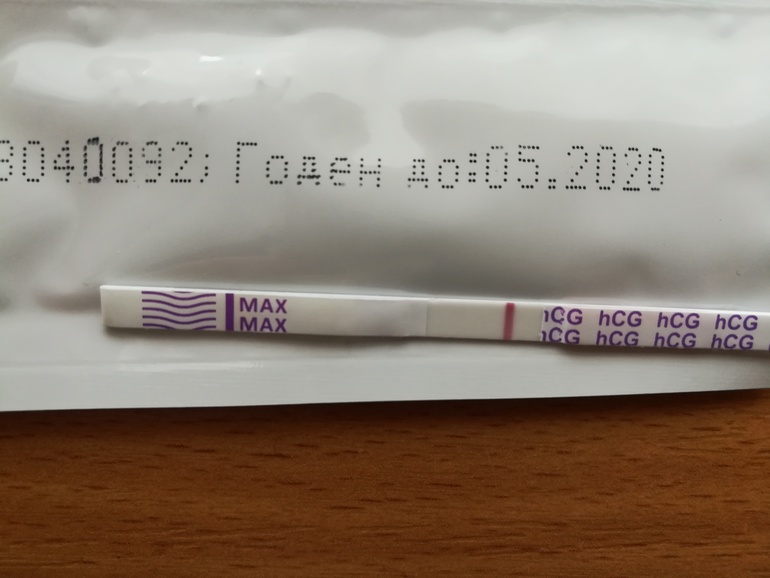 3040092; Годен до:05.2020
MAX hCG hCG hCG hCG
MAX hCG hCG hCG hCG